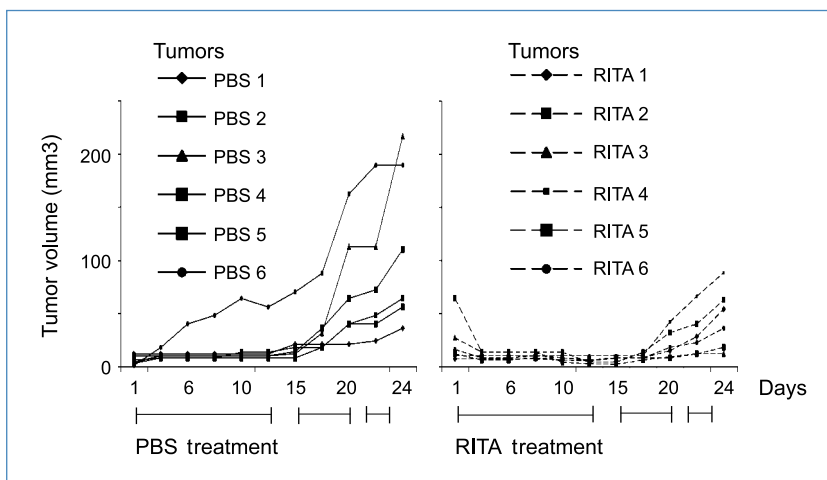 Tumors
PBS 1
PBS 2
PBS 3
PBS 4
PBS 5
PBS 6
Tumors
RITA 1
RITA 2
RITA 3
RITA 4
RITA 5
RITA 6
Tumor volume (mm3)
200
100
0
1 6 10 15 20 24
1 6 10 15 20 24 Days
PBS treatment
RITA treatment